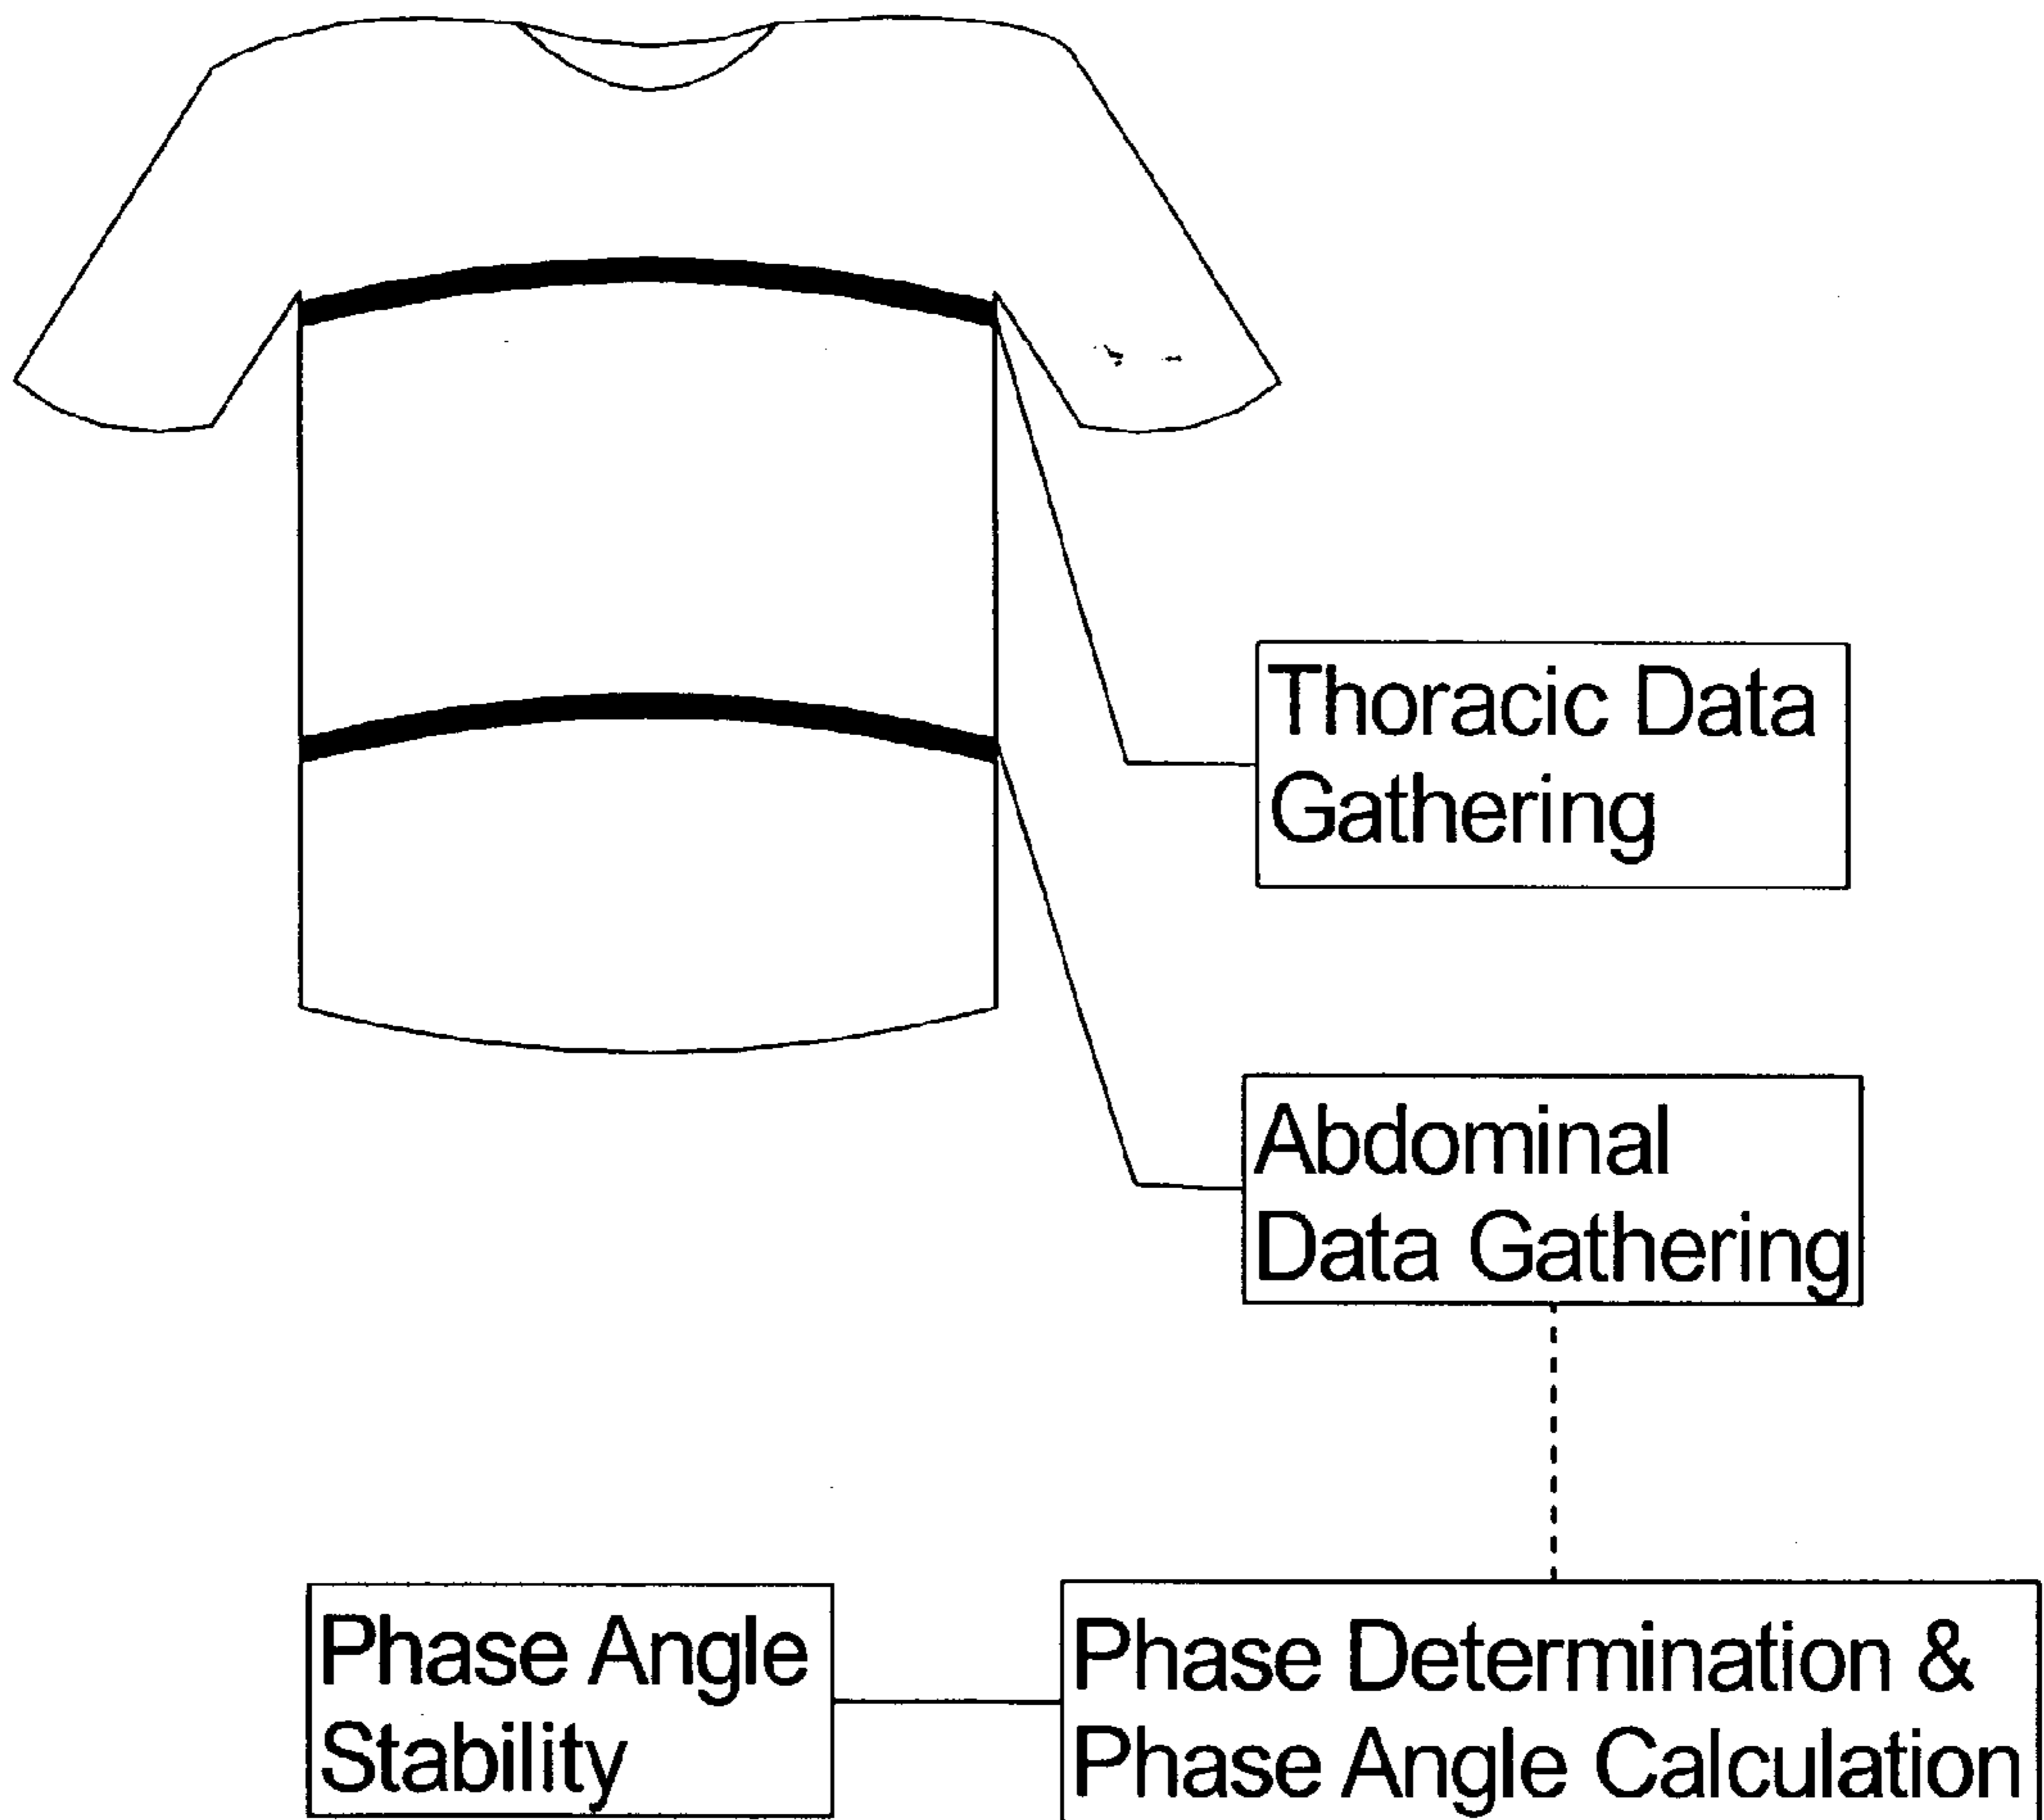 Thoracic Data
Gathering
Abdominal
Data Gathering
Phase Angle
Stability
Phase Determination &
Phase Angle Calculation